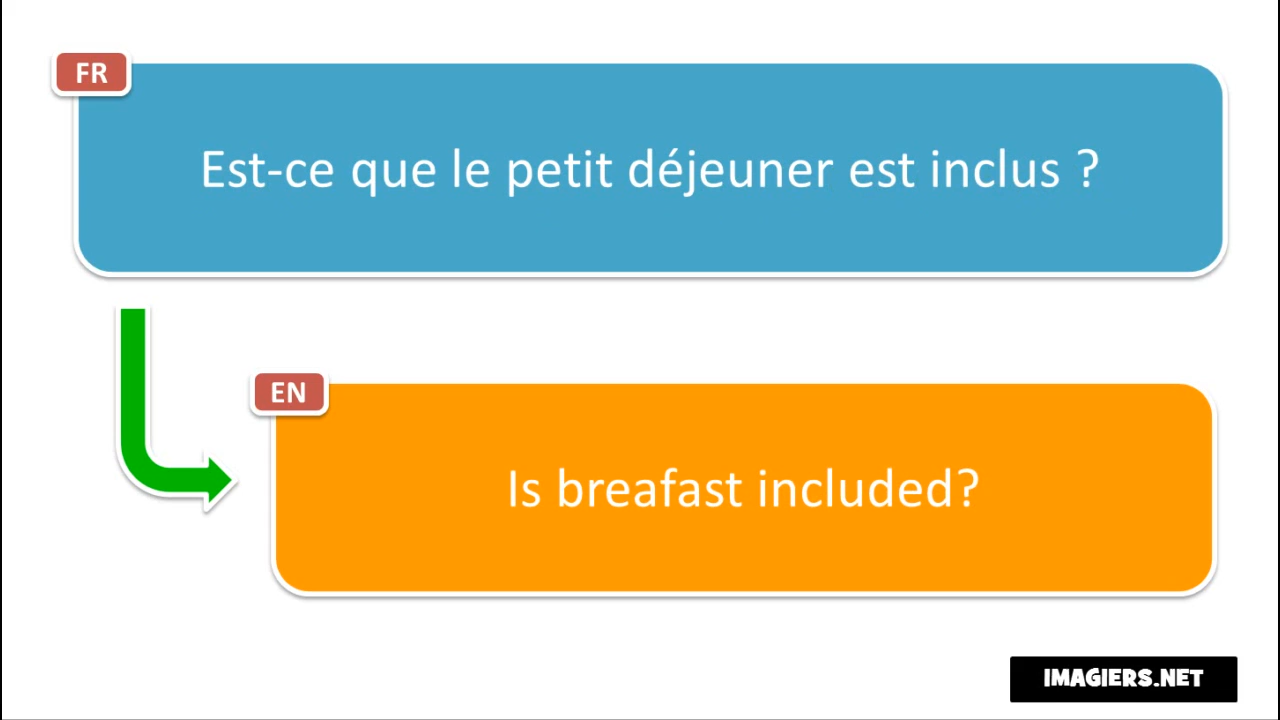 FR
Est-ce que le petit déjeuner est inclus ?
EN
Is breafast included?
IMAGIERS.NET